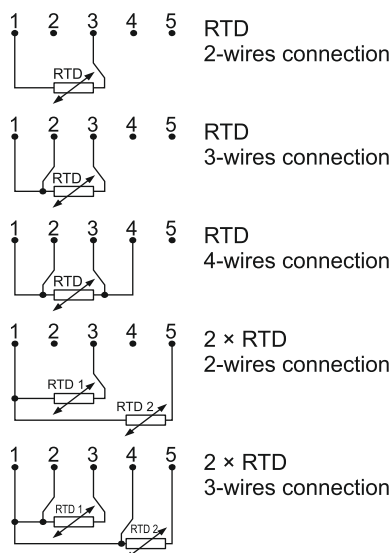 1 2 3 4 5
RTD
RTD
2-wires connection
1 2 3 4 5
RTD
RTD
3-wires connection
1 2 3 4 5
RTD
RTD
4-wires connection
1 2 3 4 5
RTD 1
RTD 2
2 × RTD
2-wires connection
1 2 3 4 5
RTD 1
RTD 2
2 × RTD
3-wires connection